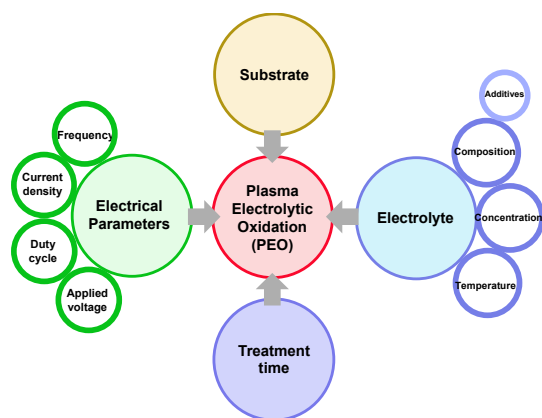 Substrate
Additives
Frequency
Composition
Current
density
Electrical
Parameters
Plasma
Electrolytic
Oxidation
(PEO)
Electrolyte
Concentration
Duty
cycle
Temperature
Applied
voltage
Treatment
time